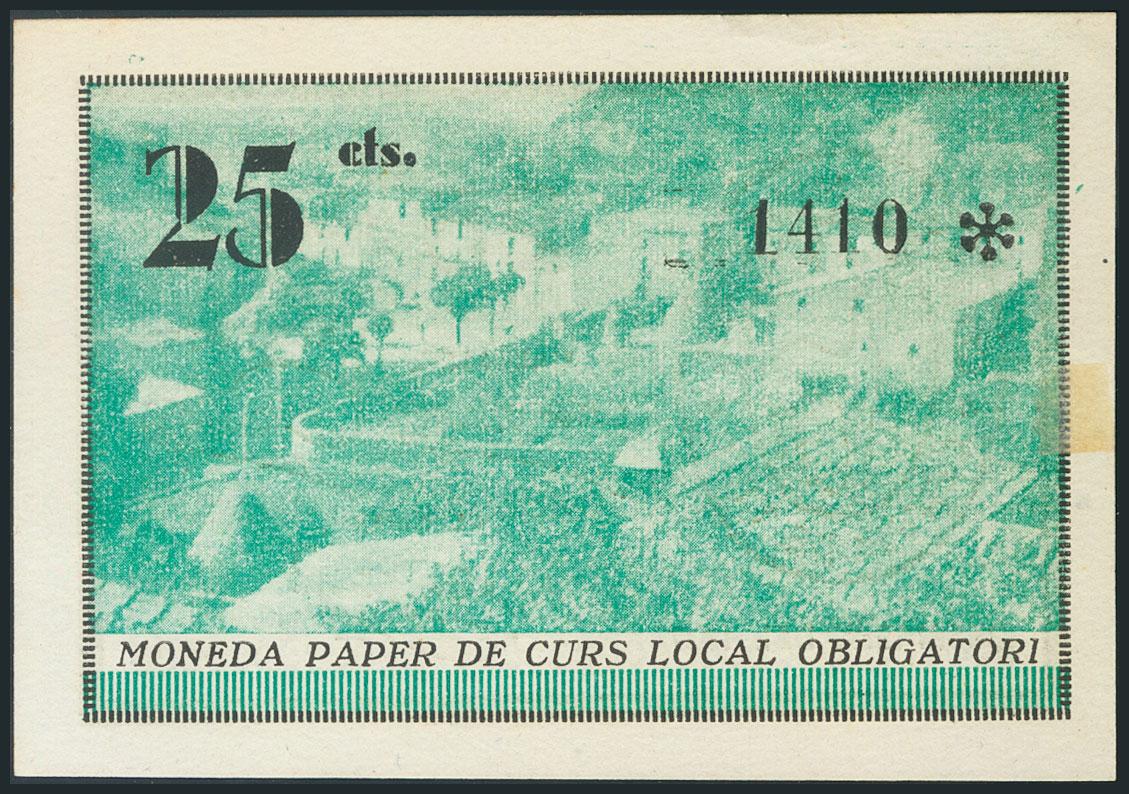 25 cts.
1410 *
MONEDA PAPER DE CURS LOCAL OBLIGATORI